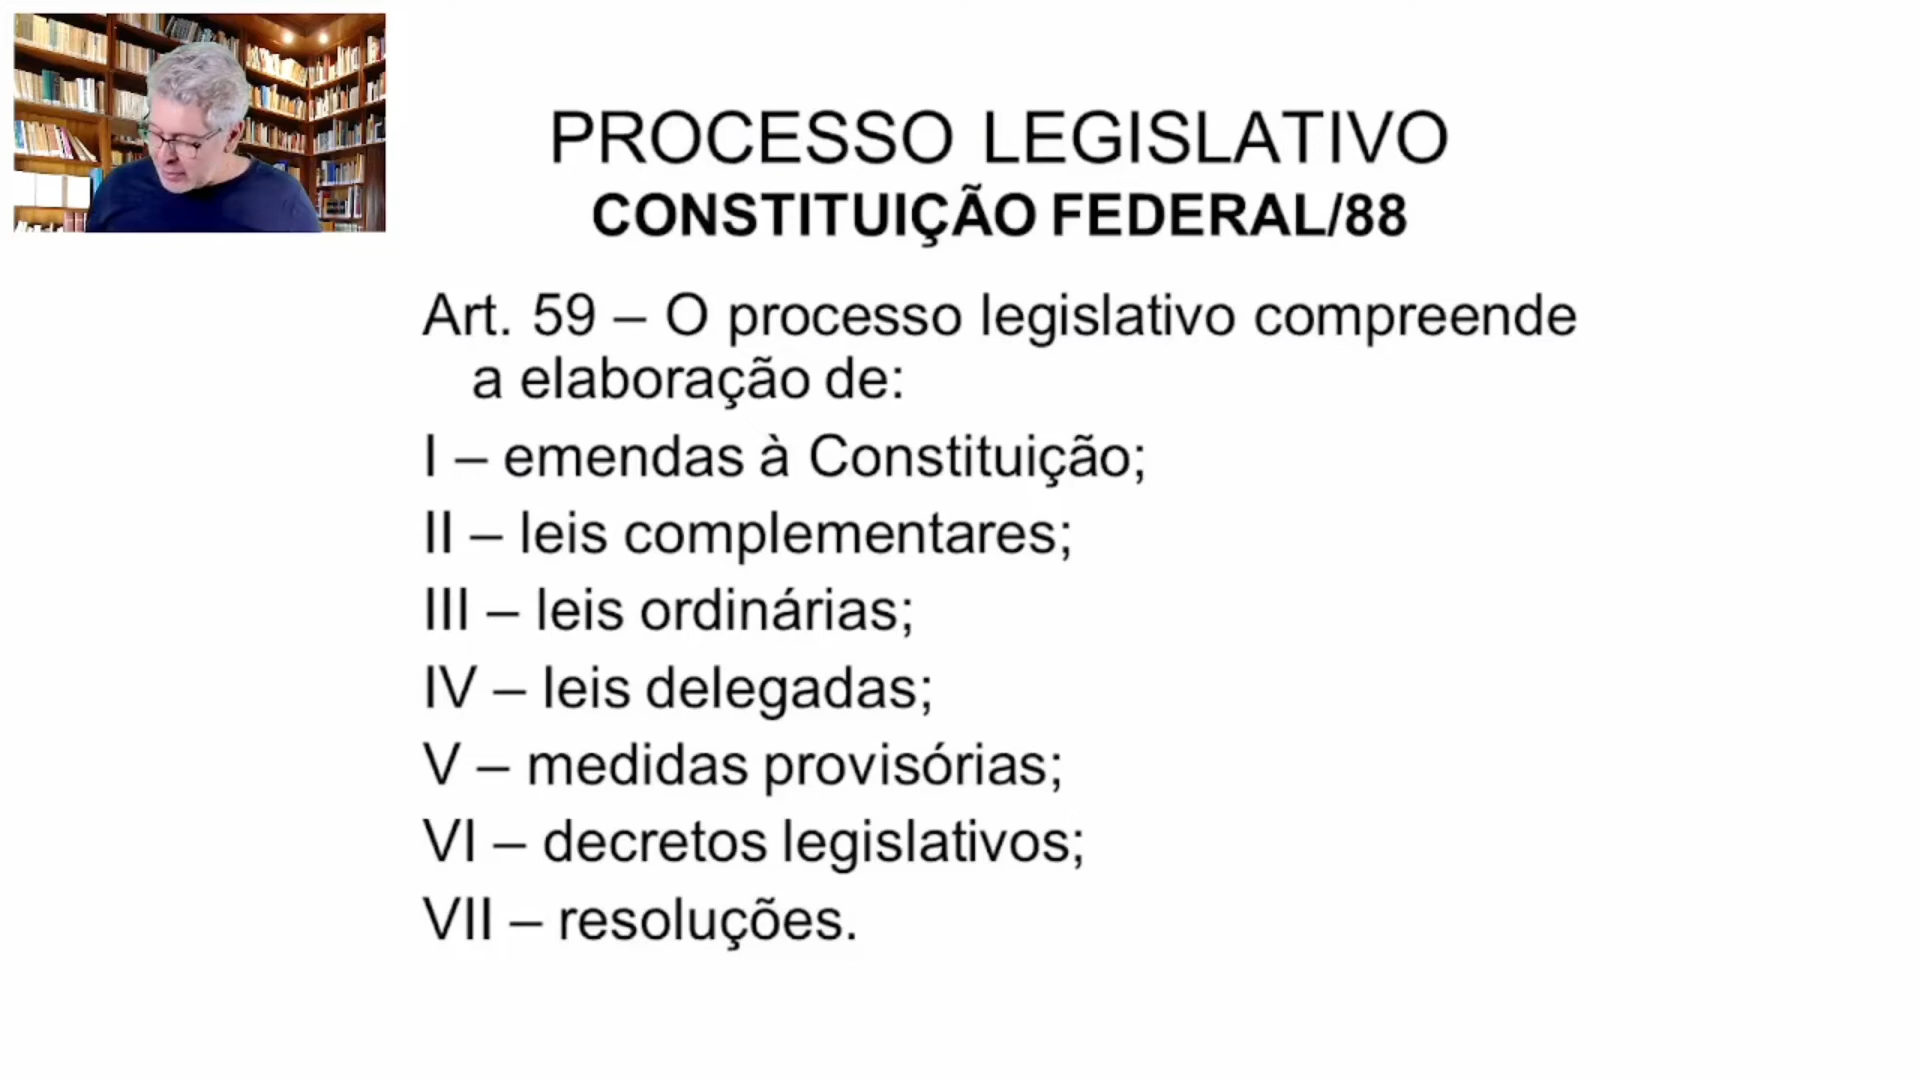 PROCESSO LEGISLATIVO
CONSTITUIÇÃO FEDERAL/88
Art. 59 – O processo legislativo compreende
a elaboração de:
I – emendas à Constituição;
II – leis complementares;
III – leis ordinárias;
IV – leis delegadas;
V – medidas provisórias;
VI – decretos legislativos;
VII – resoluções.